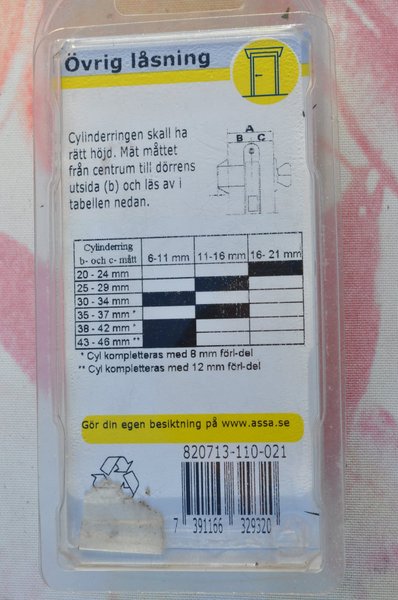 Övrig låsning
Cylinderringen skall ha
rätt höjd. Mät måttet
från centrum till dörrens
utsida (b) och läs av i
tabellen nedan.
A
B C
Cylinderring
b- och c- mått 6-11 mm 11-16 mm 16- 21 mm
20 - 24 mm
25 - 29 mm
30 - 34 mm
35 - 37 mm *
38 - 42 mm *
43 - 46 mm **
* Cyl kompletteras med 8 mm förl-del
** Cyl kompletteras med 12 mm förl-del
Gör din egen besiktning på www.assa.se
820713-110-021
7 391166 329320